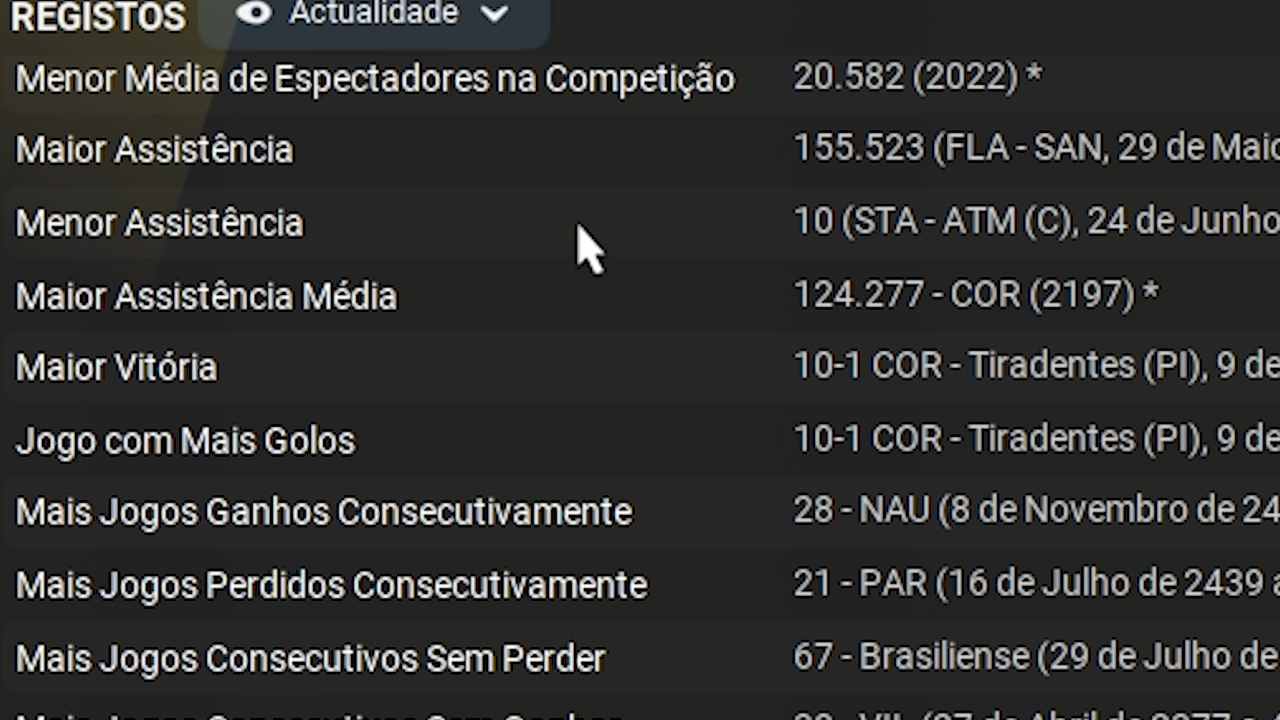 REGISTOS Actualidade
Menor Média de Espectadores na Competição 20.582 (2022) *
Maior Assistência 155.523 (FLA - SAN, 29 de Maio
Menor Assistência 10 (STA - ATM (C), 24 de Junho
Maior Assistência Média 124.277 - COR (2197) *
Maior Vitória 10-1 COR - Tiradentes (PI), 9 de
Jogo com Mais Golos 10-1 COR - Tiradentes (PI), 9 de
Mais Jogos Ganhos Consecutivamente 28 - NAU (8 de Novembro de 24
Mais Jogos Perdidos Consecutivamente 21 - PAR (16 de Julho de 2439 a
Mais Jogos Consecutivos Sem Perder 67 - Brasiliense (29 de Julho de